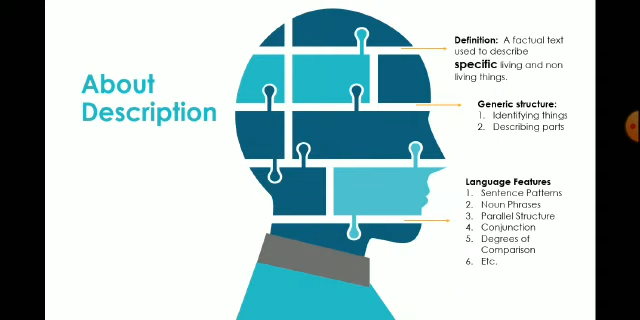 About
Description
Definition: A factual text
used to describe
specific living and non
living things.
Generic structure:
1. Identifying things
2. Describing parts
Language Features
1. Sentence Patterns
2. Noun Phrases
3. Parallel Structure
4. Conjunction
5. Degrees of
Comparison
6. Etc.